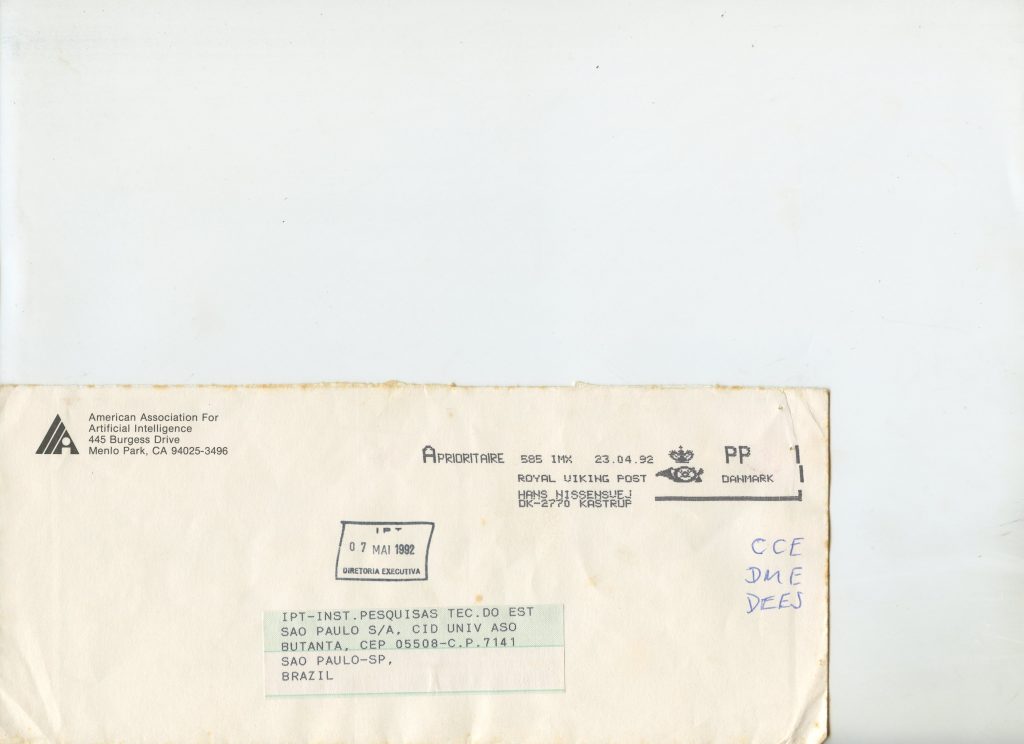 American Association For
Artificial Intelligence
445 Burgess Drive
Menlo Park, CA 94025-3496
APRIORITAIRE 585 IMX 23.04.92 PP
ROYAL VIKING POST DANMARK
HANS NISSENSVEJ
DK-2770 KASTRUP
IPT
07 MAI 1992
DIRETORIA EXECUTIVA
CCE
DME
DEES
IPT-INST.PESQUISAS TEC.DO EST
SAO PAULO S/A, CID UNIV ASO
BUTANTA, CEP 05508-C.P.7141
SAO PAULO-SP,
BRAZIL